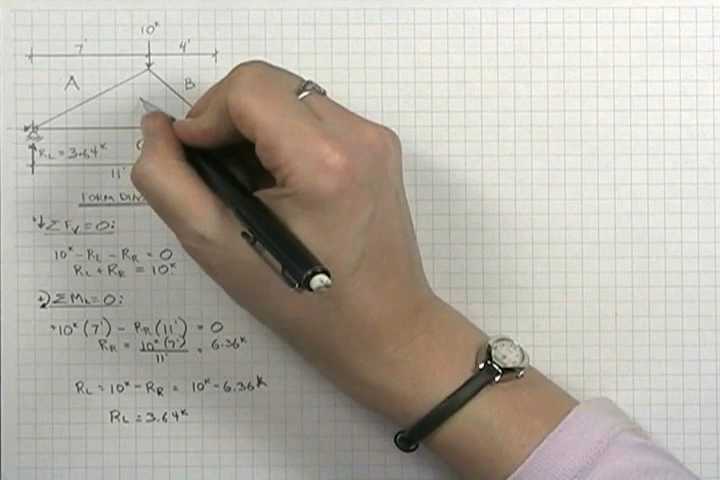 10ᴷ
7' 4'
A B
R_L = 3.64ᴷ
11'
FORM
+↓ ΣF_V = 0:
10ᴷ - R_L - R_R = 0
R_L + R_R = 10ᴷ
+) ΣM_L = 0:
+10ᴷ(7') - R_R(11') = 0
R_R = 10ᴷ(7') / 11' = 6.36ᴷ
R_L = 10ᴷ - R_R = 10ᴷ - 6.36ᴷ
R_L = 3.64ᴷ